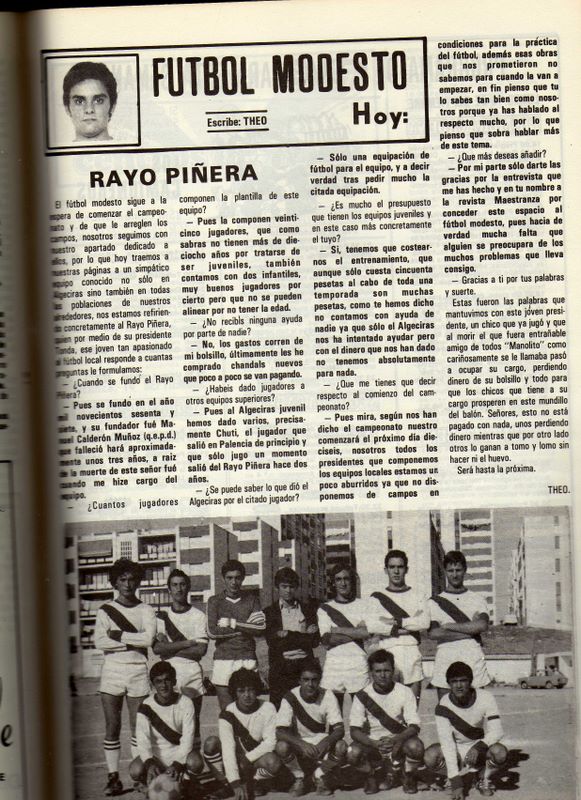 FUTBOL MODESTO
Escribe: THEO
Hoy:
RAYO PIÑERA
El fútbol modesto sigue a la
espera de comenzar el campeo-
nato y de que le arreglen los
campos, nosotros seguimos con
nuestro apartado dedicado a
ellos, por lo que hoy traemos a
nuestras páginas a un simpático
equipo conocido no sólo en
Algeciras sino también en todas
las poblaciones de nuestros
alrededores, nos estamos refirien-
do concretamente al Rayo Piñera,
quien por medio de su presidente
Tinda, ese joven tan apasionado
al fútbol local responde a cuantas
preguntas le formulamos:
— ¿Cuando se fundo el Rayo
Piñera?
— Pues se fundo en el año
mil novecientos sesenta y
siete, y su fundador fué Ma-
nuel Calderón Muñoz (q.e.p.d.)
que falleció hará aproximada-
mente unos tres años, a raiz
de la muerte de este señor fué
cuando me hize cargo del
equipo.
— ¿Cuantos jugadores
componen la plantilla de este
equipo?
— Pues la componen veinti-
cinco jugadores, que como
sabras no tienen más de die-
ciocho años por tratarse de
ser juveniles, también
contamos con dos infantiles,
muy buenos jugadores por
cierto pero que no se pueden
alinear por no tener la edad.
— ¿No recibís ninguna ayuda
por parte de nadie?
— No, los gastos corren de
mi bolsillo, últimamente les he
comprado chandals nuevos
que poco a poco se van pagando.
— ¿Habeis dado jugadores a
otros equipos superiores?
— Pues al Algeciras juvenil
hemos dado varios, precisa-
mente Chuti, el jugador que
salió en Palencia de principio y
que sólo jugo un momento
salió del Rayo Piñera hace dos
años.
— ¿Se puede saber lo que dió el
Algeciras por el citado jugador?
— Sólo una equipación de
fútbol para el equipo, y a decir
verdad tras pedir mucho la
citada equipación.
— ¿Es mucho el presupuesto
que tienen los equipos juveniles y
en este caso más concretamente
el tuyo?
— Si, tenemos que costear-
nos el entrenamiento, que
aunque sólo cuesta cincuenta
pesetas al cabo de toda una
temporada son muchas
pesetas, como te hemos dicho
no contamos con ayuda de
nadie ya que sólo el Algeciras
nos ha intentado ayudar pero
con el dinero que nos han dado
no tenemos absolutamente
para nada.
— ¿Que me tienes que decir
respecto al comienzo del cam-
peonato?
— Pues mira, según nos han
dicho el campeonato nuestro
comenzará el próximo día die-
ciseis, nosotros todos los
presidentes que componemos
los equipos locales estamos un
poco aburridos ya que no dis-
ponemos de campos en
condiciones para la práctica
del fútbol, además esas obras
que nos prometieron no
sabemos para cuando la van a
empezar, en fin pienso que tu
lo sabes tan bien como noso-
tros porque ya has hablado al
respecto mucho, por lo que
pienso que sobra hablar más
de este tema.
— ¿Que más deseas añadir?
— Por mi parte sólo darte las
gracias por la entrevista que
me has hecho y en tu nombre a
la revista Maestranza por
conceder este espacio al
fútbol modesto, pues hacia de
verdad mucha falta que
alguien se preocupara de los
muchos problemas que lleva
consigo.
— Gracias a ti por tus palabras
y suerte.
Estas fueron las palabras que
mantuvimos con este jóven presi-
dente, un chico que ya jugó y que
al morir el que fuera entrañable
amigo de todos "Manolito" como
cariñosamente se le llamaba pasó
a ocupar su cargo, perdiendo
dinero de su bolsillo y todo para
que los chicos que tiene a su
cargo prosperen en este mundillo
del balón. Señores, esto no está
pagado con nada, unos perdiendo
dinero mientras que por otro lado
otros lo ganan a tomo y lomo sin
hacer ni el huevo.
Será hasta la próxima.
THEO.